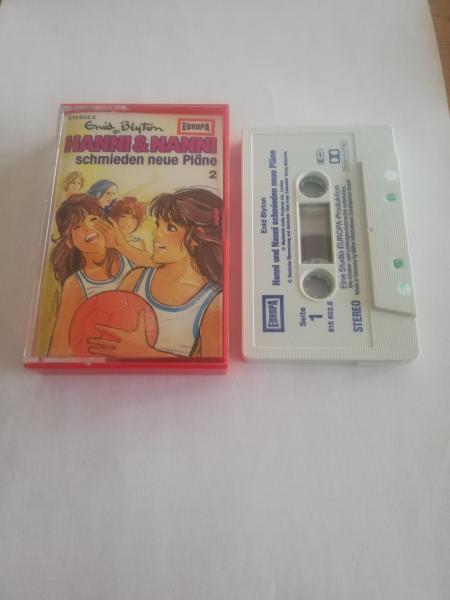 515 602.5
Enid Blyton
EUROPA
HANNI & NANNI
schmieden neue Pläne
2
Enid Blyton
Hanni und Nanni schmieden neue Pläne
EUROPA
Seite
1
515 602.5
Eine Studio EUROPA-Produktion
STEREO